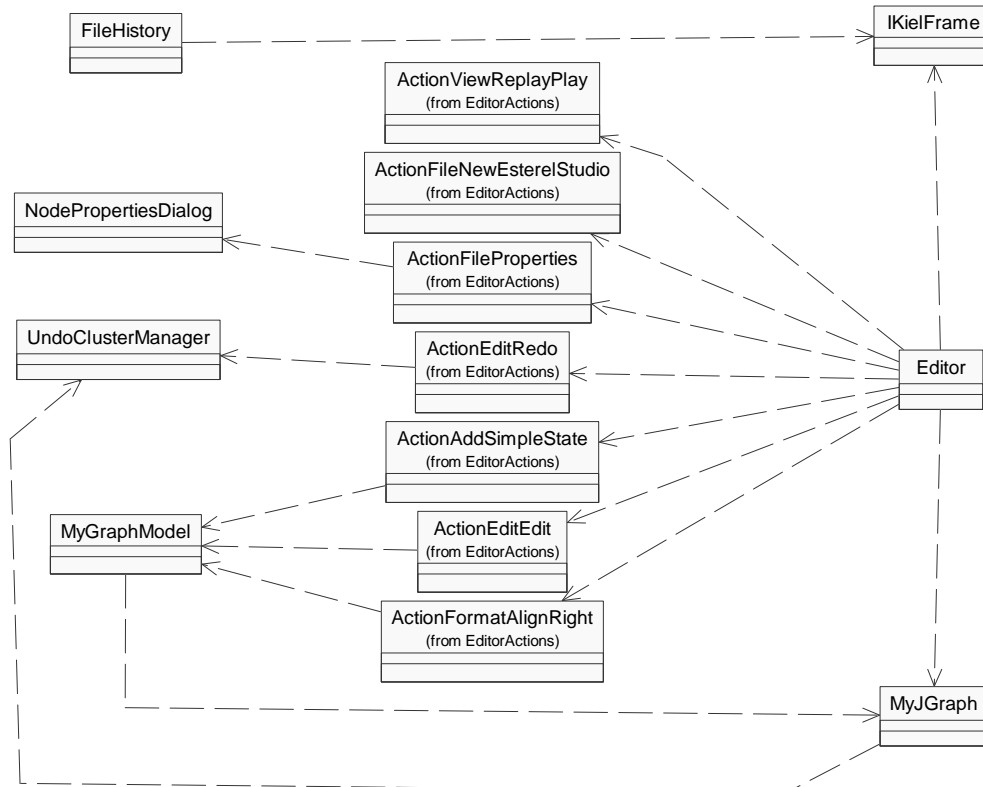 FileHistory
IKielFrame
ActionViewReplayPlay
(from EditorActions)
ActionFileNewEsterelStudio
(from EditorActions)
NodePropertiesDialog
ActionFileProperties
(from EditorActions)
UndoClusterManager
ActionEditRedo
(from EditorActions)
Editor
ActionAddSimpleState
(from EditorActions)
MyGraphModel
ActionEditEdit
(from EditorActions)
ActionFormatAlignRight
(from EditorActions)
MyJGraph